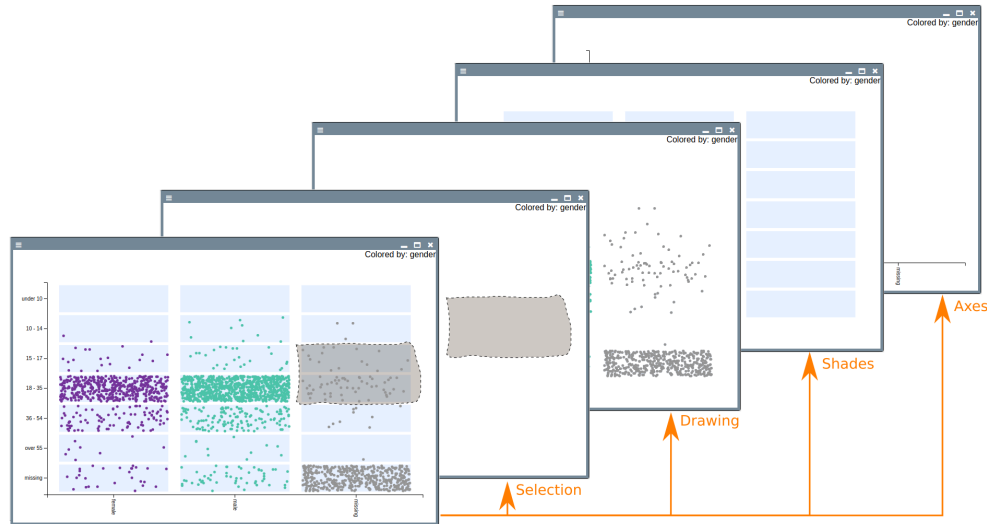 Colored by: gender
Axes
Colored by: gender
Shades
Colored by: gender
Drawing
Colored by: gender
Selection
Colored by: gender
under 10
10 - 14
15 - 17
18 - 35
36 - 54
over 55
missing
female
male
missing
missing